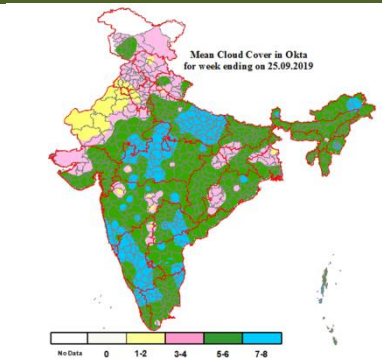 Mean Cloud Cover in Okta
for week ending on 25.09.2019
No Data 0 1-2 3-4 5-6 7-8